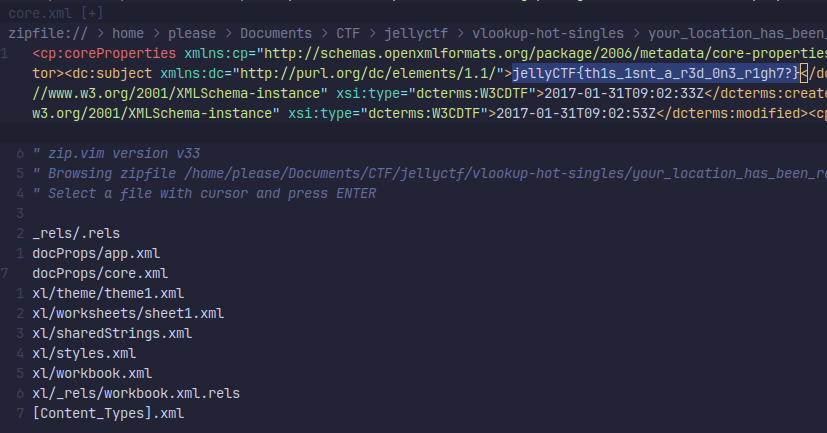 core.xml [+]
zipfile:// > home > please > Documents > CTF > jellyctf > vlookup-hot-singles > your_location_has_been_
1 <cp:coreProperties xmlns:cp="http://schemas.openxmlformats.org/package/2006/metadata/core-properties
tor><dc:subject xmlns:dc="http://purl.org/dc/elements/1.1/">jellyCTF{th1s_1snt_a_r3d_0n3_r1gh7?}</dc
//www.w3.org/2001/XMLSchema-instance" xsi:type="dcterms:W3CDTF">2017-01-31T09:02:33Z</dcterms:create
w3.org/2001/XMLSchema-instance" xsi:type="dcterms:W3CDTF">2017-01-31T09:02:53Z</dcterms:modified><cp
6 " zip.vim version v33
5 " Browsing zipfile /home/please/Documents/CTF/jellyctf/vlookup-hot-singles/your_location_has_been_re
4 " Select a file with cursor and press ENTER
3
2 _rels/.rels
1 docProps/app.xml
7 docProps/core.xml
1 xl/theme/theme1.xml
2 xl/worksheets/sheet1.xml
3 xl/sharedStrings.xml
4 xl/styles.xml
5 xl/workbook.xml
6 xl/_rels/workbook.xml.rels
7 [Content_Types].xml